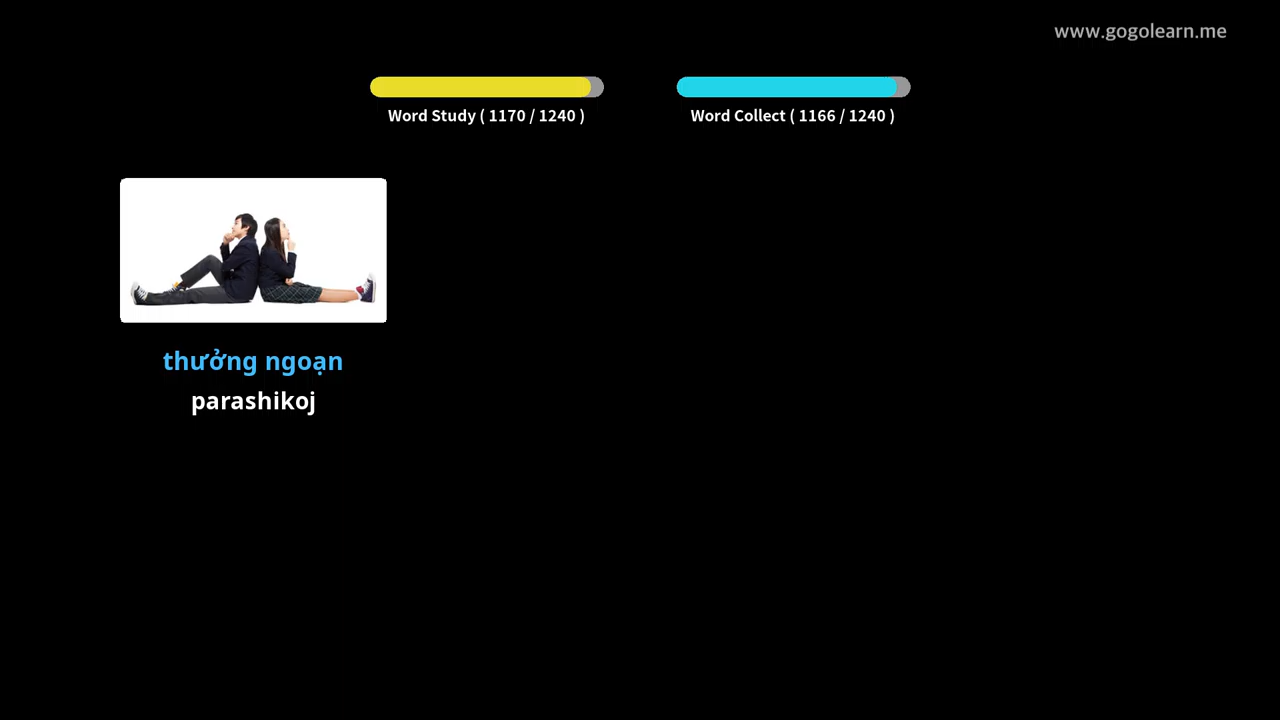 www.gogolearn.me
Word Study ( 1170 / 1240 )
Word Collect ( 1166 / 1240 )
thưởng ngoạn
parashikoj